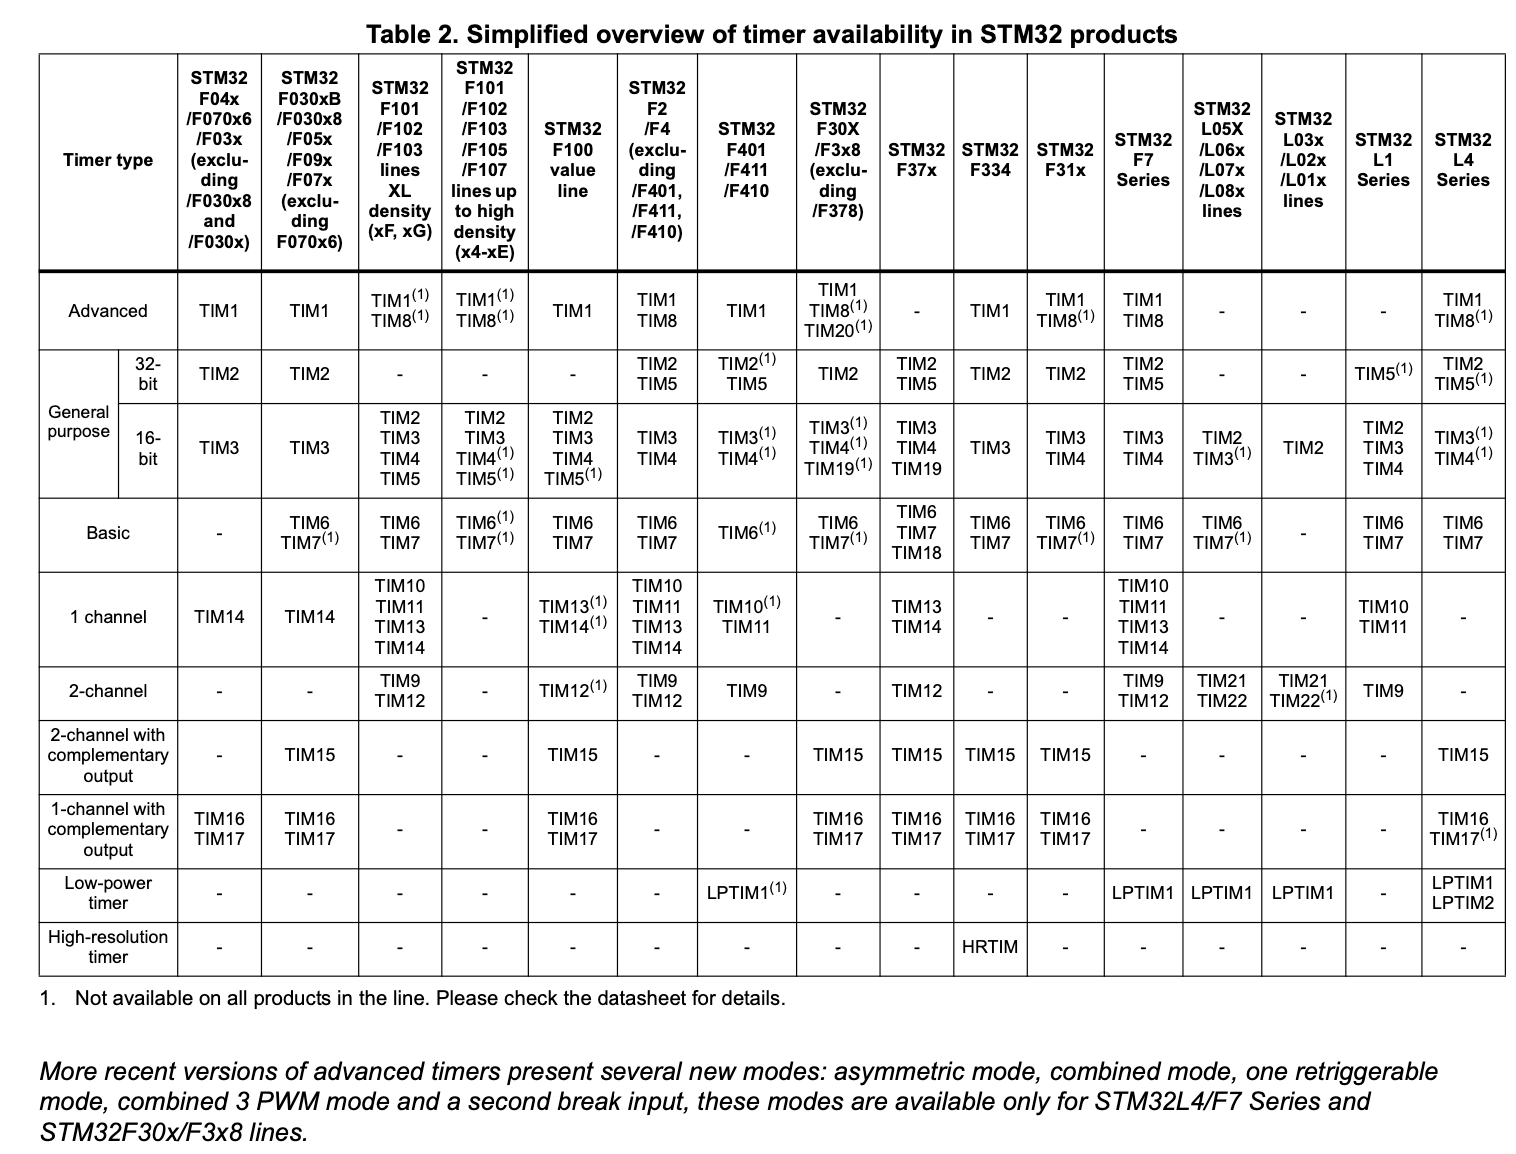 Table 2. Simplified overview of timer availability in STM32 products
Timer type
STM32
F04x
/F070x6
/F03x
(exclu-
ding
/F030x8
and
/F030x)
STM32
F030xB
/F030x8
/F05x
/F09x
/F07x
(exclu-
ding
F070x6)
STM32
F101
/F102
/F103
lines
XL
density
(xF, xG)
STM32
F101
/F102
/F103
/F105
/F107
lines up
to high
density
(x4-xE)
STM32
F100
value
line
STM32
F2
/F4
(exclu-
ding
/F401,
/F411,
/F410)
STM32
F401
/F411
/F410
STM32
F30X
/F3x8
(exclu-
ding
/F378)
STM32
F37x
STM32
F334
STM32
F31x
STM32
F7
Series
STM32
L05X
/L06x
/L07x
/L08x
lines
STM32
L03x
/L02x
/L01x
lines
STM32
L1
Series
STM32
L4
Series
Advanced
TIM1
TIM1
TIM1(1)
TIM8(1)
TIM1(1)
TIM8(1)
TIM1
TIM1
TIM8
TIM1
TIM1
TIM8(1)
TIM20(1)
-
TIM1
TIM1
TIM8(1)
TIM1
TIM8
-
-
-
TIM1
TIM8(1)
General
purpose
32-
bit
TIM2
TIM2
-
-
-
TIM2
TIM5
TIM2(1)
TIM5
TIM2
TIM2
TIM5
TIM2
TIM2
TIM2
TIM5
-
-
TIM5(1)
TIM2
TIM5(1)
16-
bit
TIM3
TIM3
TIM2
TIM3
TIM4
TIM5
TIM2
TIM3
TIM4(1)
TIM5(1)
TIM2
TIM3
TIM4
TIM5(1)
TIM3
TIM4
TIM3(1)
TIM4(1)
TIM3(1)
TIM4(1)
TIM19(1)
TIM3
TIM4
TIM19
TIM3
TIM3
TIM4
TIM3
TIM4
TIM2
TIM3(1)
TIM2
TIM2
TIM3
TIM4
TIM3(1)
TIM4(1)
Basic
-
TIM6
TIM7(1)
TIM6
TIM7
TIM6(1)
TIM7(1)
TIM6
TIM7
TIM6
TIM7
TIM6(1)
TIM6
TIM7(1)
TIM6
TIM7
TIM18
TIM6
TIM7
TIM6
TIM7(1)
TIM6
TIM7
TIM6
TIM7(1)
-
TIM6
TIM7
TIM6
TIM7
1 channel
TIM14
TIM14
TIM10
TIM11
TIM13
TIM14
-
TIM13(1)
TIM14(1)
TIM10
TIM11
TIM13
TIM14
TIM10(1)
TIM11
-
TIM13
TIM14
-
-
TIM10
TIM11
TIM13
TIM14
-
-
TIM10
TIM11
-
2-channel
-
-
TIM9
TIM12
-
TIM12(1)
TIM9
TIM12
TIM9
-
TIM12
-
-
TIM9
TIM12
TIM21
TIM22
TIM21
TIM22(1)
TIM9
-
2-channel with
complementary
output
-
TIM15
-
-
TIM15
-
-
TIM15
TIM15
TIM15
TIM15
-
-
-
-
TIM15
1-channel with
complementary
output
TIM16
TIM17
TIM16
TIM17
-
-
TIM16
TIM17
-
-
TIM16
TIM17
TIM16
TIM17
TIM16
TIM17
TIM16
TIM17
-
-
-
-
TIM16
TIM17(1)
Low-power
timer
-
-
-
-
-
-
LPTIM1(1)
-
-
-
-
LPTIM1
LPTIM1
LPTIM1
-
LPTIM1
LPTIM2
High-resolution
timer
-
-
-
-
-
-
-
-
-
HRTIM
-
-
-
-
-
-
1. Not available on all products in the line. Please check the datasheet for details.
More recent versions of advanced timers present several new modes: asymmetric mode, combined mode, one retriggerable
mode, combined 3 PWM mode and a second break input, these modes are available only for STM32L4/F7 Series and
STM32F30x/F3x8 lines.